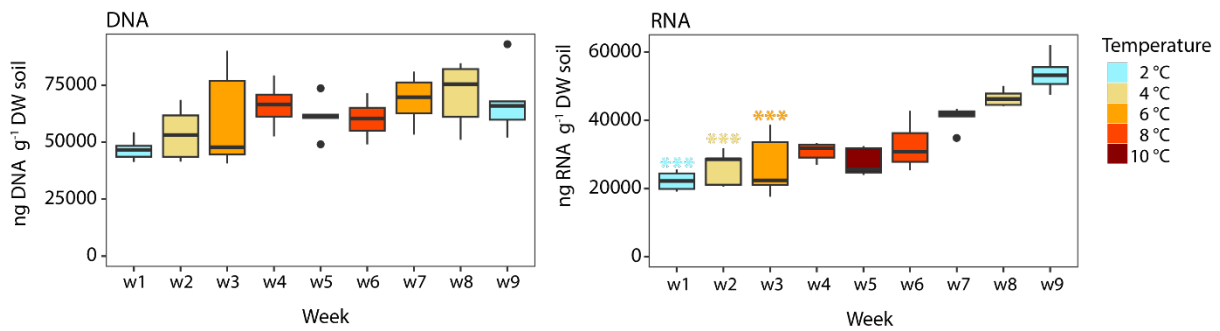 DNA
ng DNA g⁻¹ DW soil
75000
50000
25000
0
w1 w2 w3 w4 w5 w6 w7 w8 w9
Week
RNA
ng RNA g⁻¹ DW soil
60000
40000
20000
0
*** *** ***
w1 w2 w3 w4 w5 w6 w7 w8 w9
Week
Temperature
2 °C
4 °C
6 °C
8 °C
10 °C